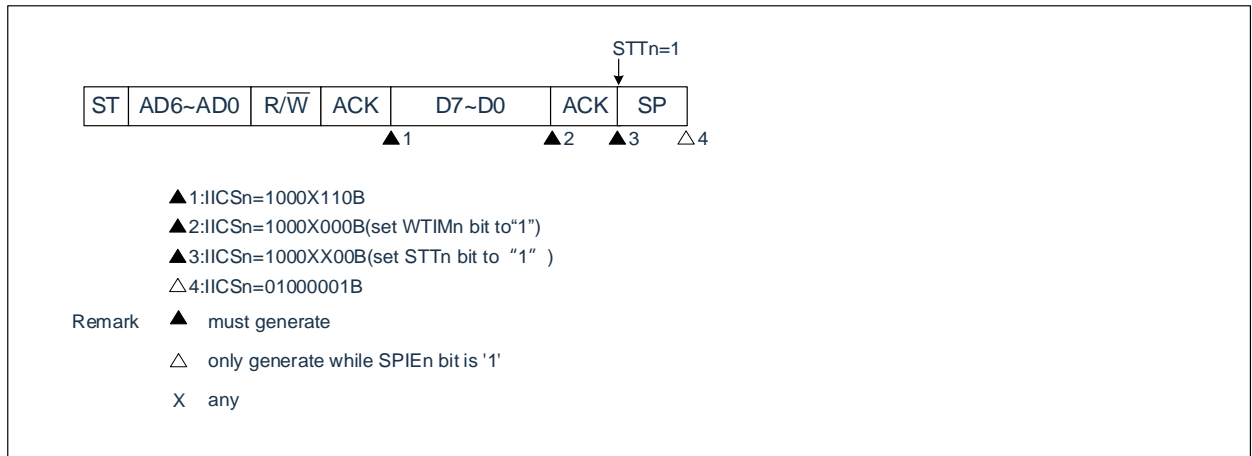 STTn=1
ST AD6~AD0 R/W̅ ACK D7~D0 ACK SP
▲1 ▲2 ▲3 △4
▲1:IICSn=1000X110B
▲2:IICSn=1000X000B(set WTIMn bit to“1”)
▲3:IICSn=1000XX00B(set STTn bit to “1” )
△4:IICSn=01000001B
Remark ▲ must generate
△ only generate while SPIEn bit is '1'
X any